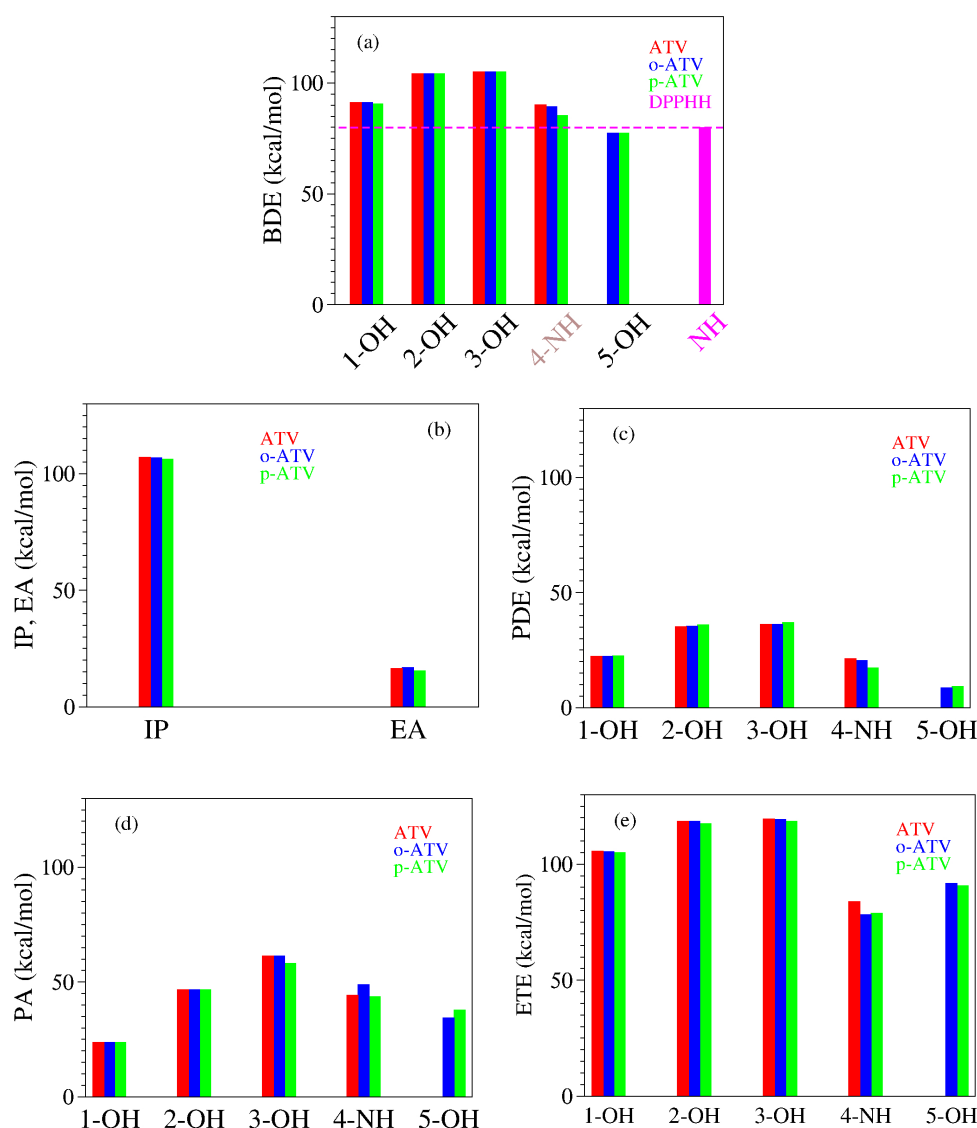 (a)
ATV
o-ATV
p-ATV
DPPHH
BDE (kcal/mol)
100
50
0
1-OH
2-OH
3-OH
4-NH
5-OH
NH
(b)
ATV
o-ATV
p-ATV
IP, EA (kcal/mol)
100
50
0
IP
EA
(c)
ATV
o-ATV
p-ATV
PDE (kcal/mol)
100
50
0
1-OH 2-OH 3-OH 4-NH 5-OH
(d)
ATV
o-ATV
p-ATV
PA (kcal/mol)
100
50
0
1-OH 2-OH 3-OH 4-NH 5-OH
(e)
ATV
o-ATV
p-ATV
ETE (kcal/mol)
100
50
0
1-OH 2-OH 3-OH 4-NH 5-OH